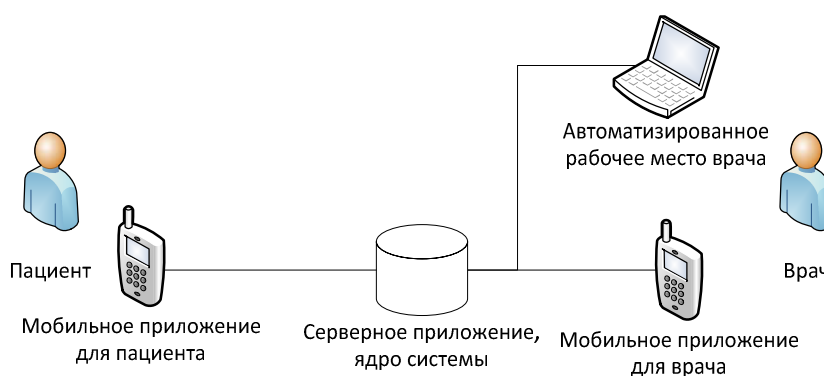 Автоматизированное
рабочее место врача
Пациент
Врач
Мобильное приложение
для пациента
Серверное приложение,
ядро системы
Мобильное приложение
для врача